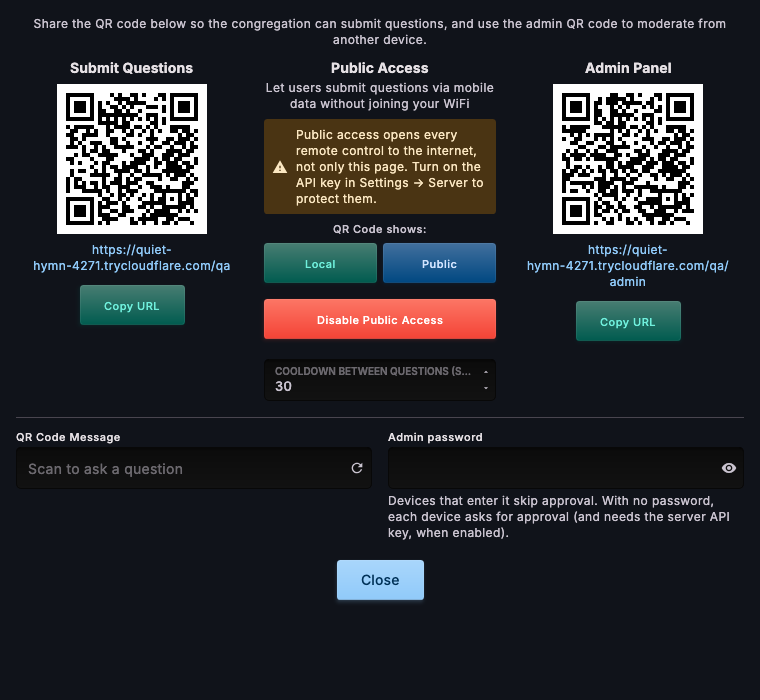 Share the QR code below so the congregation can submit questions, and use the admin QR code to moderate from
another device.
Submit Questions
https://quiet-
hymn-4271.trycloudflare.com/qa
Copy URL
Public Access
Let users submit questions via mobile
data without joining your WiFi
Public access opens every
remote control to the internet,
not only this page. Turn on the
API key in Settings → Server to
protect them.
QR Code shows:
Local
Public
Disable Public Access
COOLDOWN BETWEEN QUESTIONS (S...
30
Admin Panel
https://quiet-
hymn-4271.trycloudflare.com/qa/
admin
Copy URL
QR Code Message
Scan to ask a question
Admin password
Devices that enter it skip approval. With no password,
each device asks for approval (and needs the server API
key, when enabled).
Close